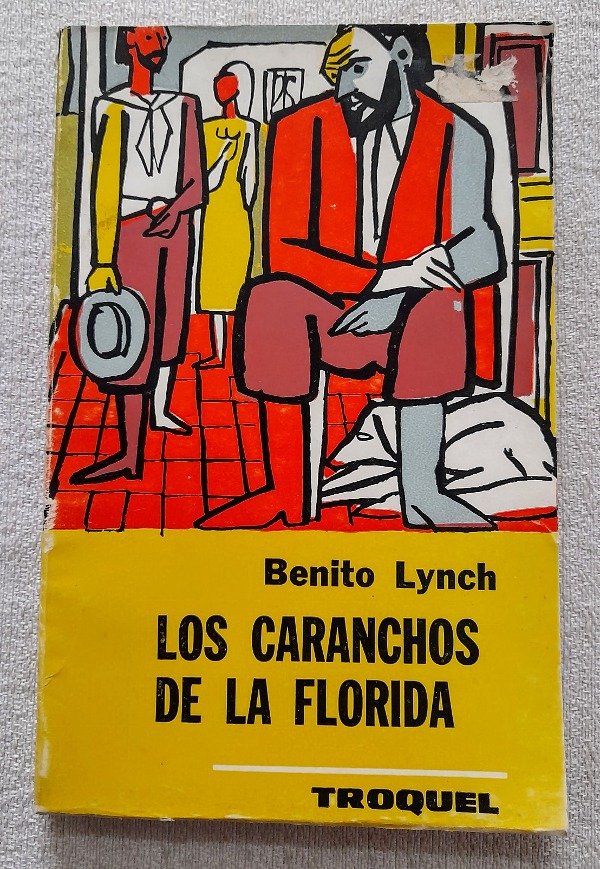 Benito Lynch
LOS CARANCHOS
DE LA FLORIDA
TROQUEL